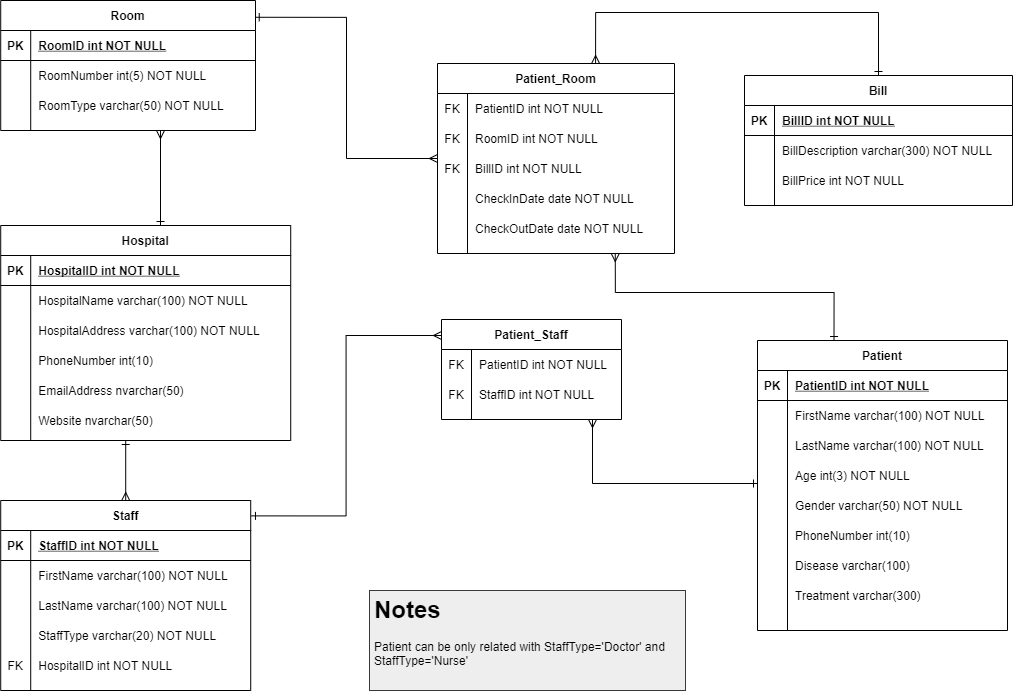 Room
PK RoomID int NOT NULL
RoomNumber int(5) NOT NULL
RoomType varchar(50) NOT NULL
Patient_Room
FK PatientID int NOT NULL
FK RoomID int NOT NULL
FK BillID int NOT NULL
CheckInDate date NOT NULL
CheckOutDate date NOT NULL
Bill
PK BillID int NOT NULL
BillDescription varchar(300) NOT NULL
BillPrice int NOT NULL
Hospital
PK HospitalID int NOT NULL
HospitalName varchar(100) NOT NULL
HospitalAddress varchar(100) NOT NULL
PhoneNumber int(10)
EmailAddress nvarchar(50)
Website nvarchar(50)
Patient_Staff
FK PatientID int NOT NULL
FK StaffID int NOT NULL
Patient
PK PatientID int NOT NULL
FirstName varchar(100) NOT NULL
LastName varchar(100) NOT NULL
Age int(3) NOT NULL
Gender varchar(50) NOT NULL
PhoneNumber int(10)
Disease varchar(100)
Treatment varchar(300)
Staff
PK StaffID int NOT NULL
FirstName varchar(100) NOT NULL
LastName varchar(100) NOT NULL
StaffType varchar(20) NOT NULL
FK HospitalID int NOT NULL
Notes
Patient can be only related with StaffType='Doctor' and
StaffType='Nurse'